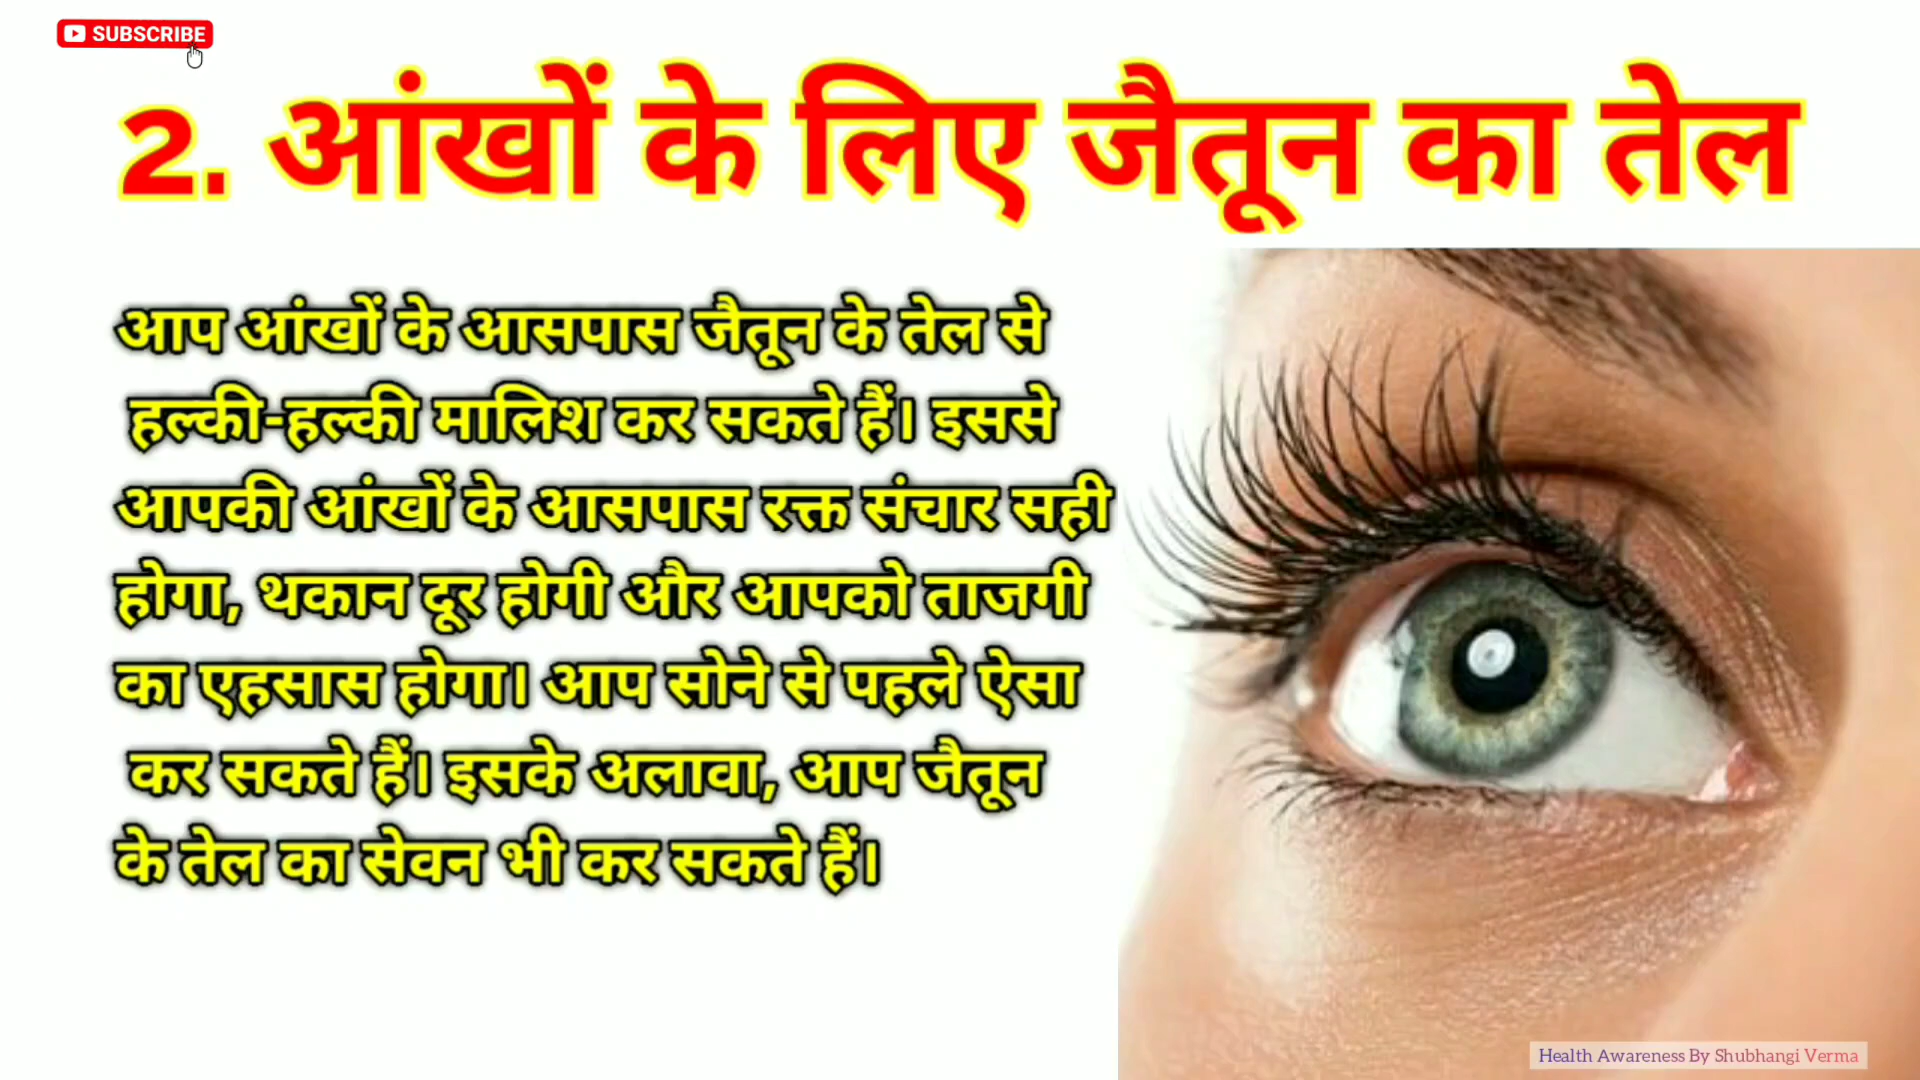 SUBSCRIBE
2. आंखों के लिए जैतून का तेल
आप आंखों के आसपास जैतून के तेल से
हल्की-हल्की मालिश कर सकते हैं। इससे
आपकी आंखों के आसपास रक्त संचार सही
होगा, थकान दूर होगी और आपको ताजगी
का एहसास होगा। आप सोने से पहले ऐसा
कर सकते हैं। इसके अलावा, आप जैतून
के तेल का सेवन भी कर सकते हैं।
Health Awareness By Shubhangi Verma